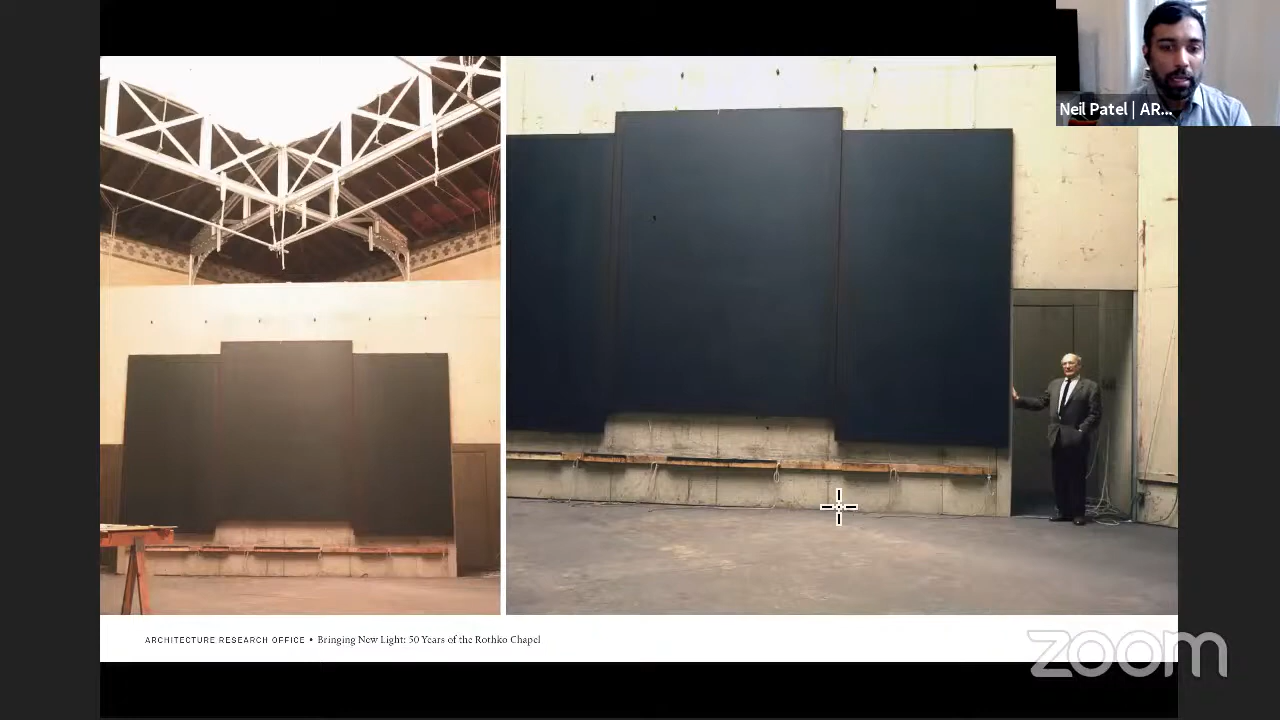 Neil Patel | AR...
ARCHITECTURE RESEARCH OFFICE • Bringing New Light: 50 Years of the Rothko Chapel
zoom